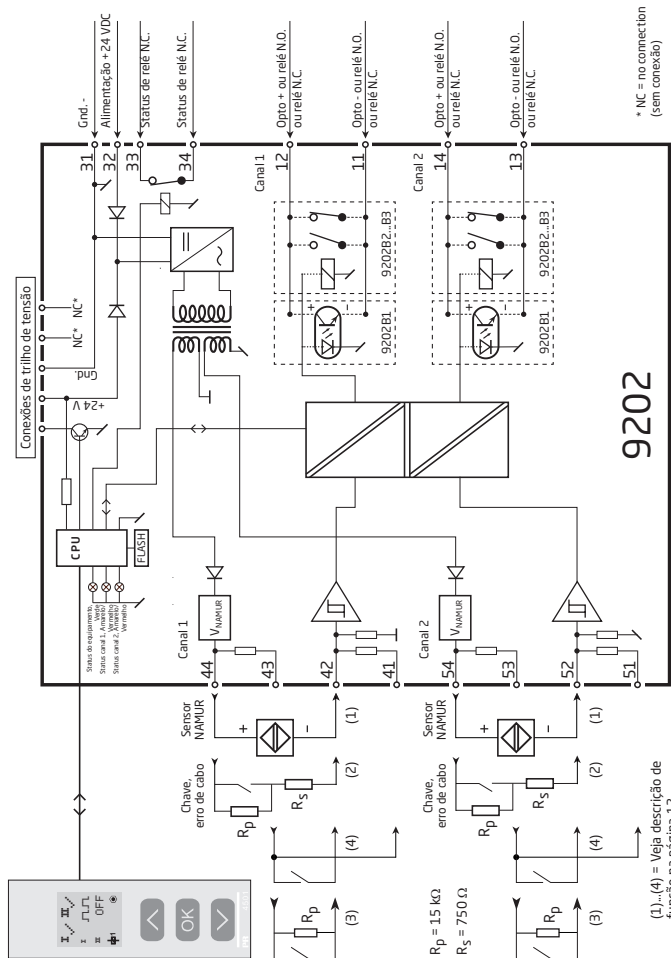 Conexões de trilho de tensão
NC*
NC*
Gnd.
+24 V
Gnd. -
Alimentação + 24 VDC
Status de relé N.C.
Status de relé N.C.
Opto + ou relé N.O.
ou relé N.C.
Opto - ou relé N.O.
ou relé N.C.
Opto + ou relé N.O.
ou relé N.C.
Opto - ou relé N.O.
ou relé N.C.
31
32
33
34
Canal 1
12
11
Canal 2
14
13
* NC = no connection
(sem conexão)
9202B2...B3
9202B1
+
−
9202B2...B3
9202B1
+
−
9202
CPU
FLASH
Status do equipamento,
Verde
Status canal 1, Amarelo/
Vermelho
Status canal 2, Amarelo/
Vermelho
Canal 1
VNAMUR
44
43
42
41
Canal 2
VNAMUR
54
53
52
51
Sensor
NAMUR
+
−
(1)
Chave,
erro de cabo
Rp
Rs
(2)
(4)
Rp
(3)
Sensor
NAMUR
+
−
(1)
Chave,
erro de cabo
Rp
Rs
(2)
(4)
Rp
(3)
Rp = 15 kΩ
Rs = 750 Ω
(1)...(4) = Veja descrição de
função na página 12
OFF
OK